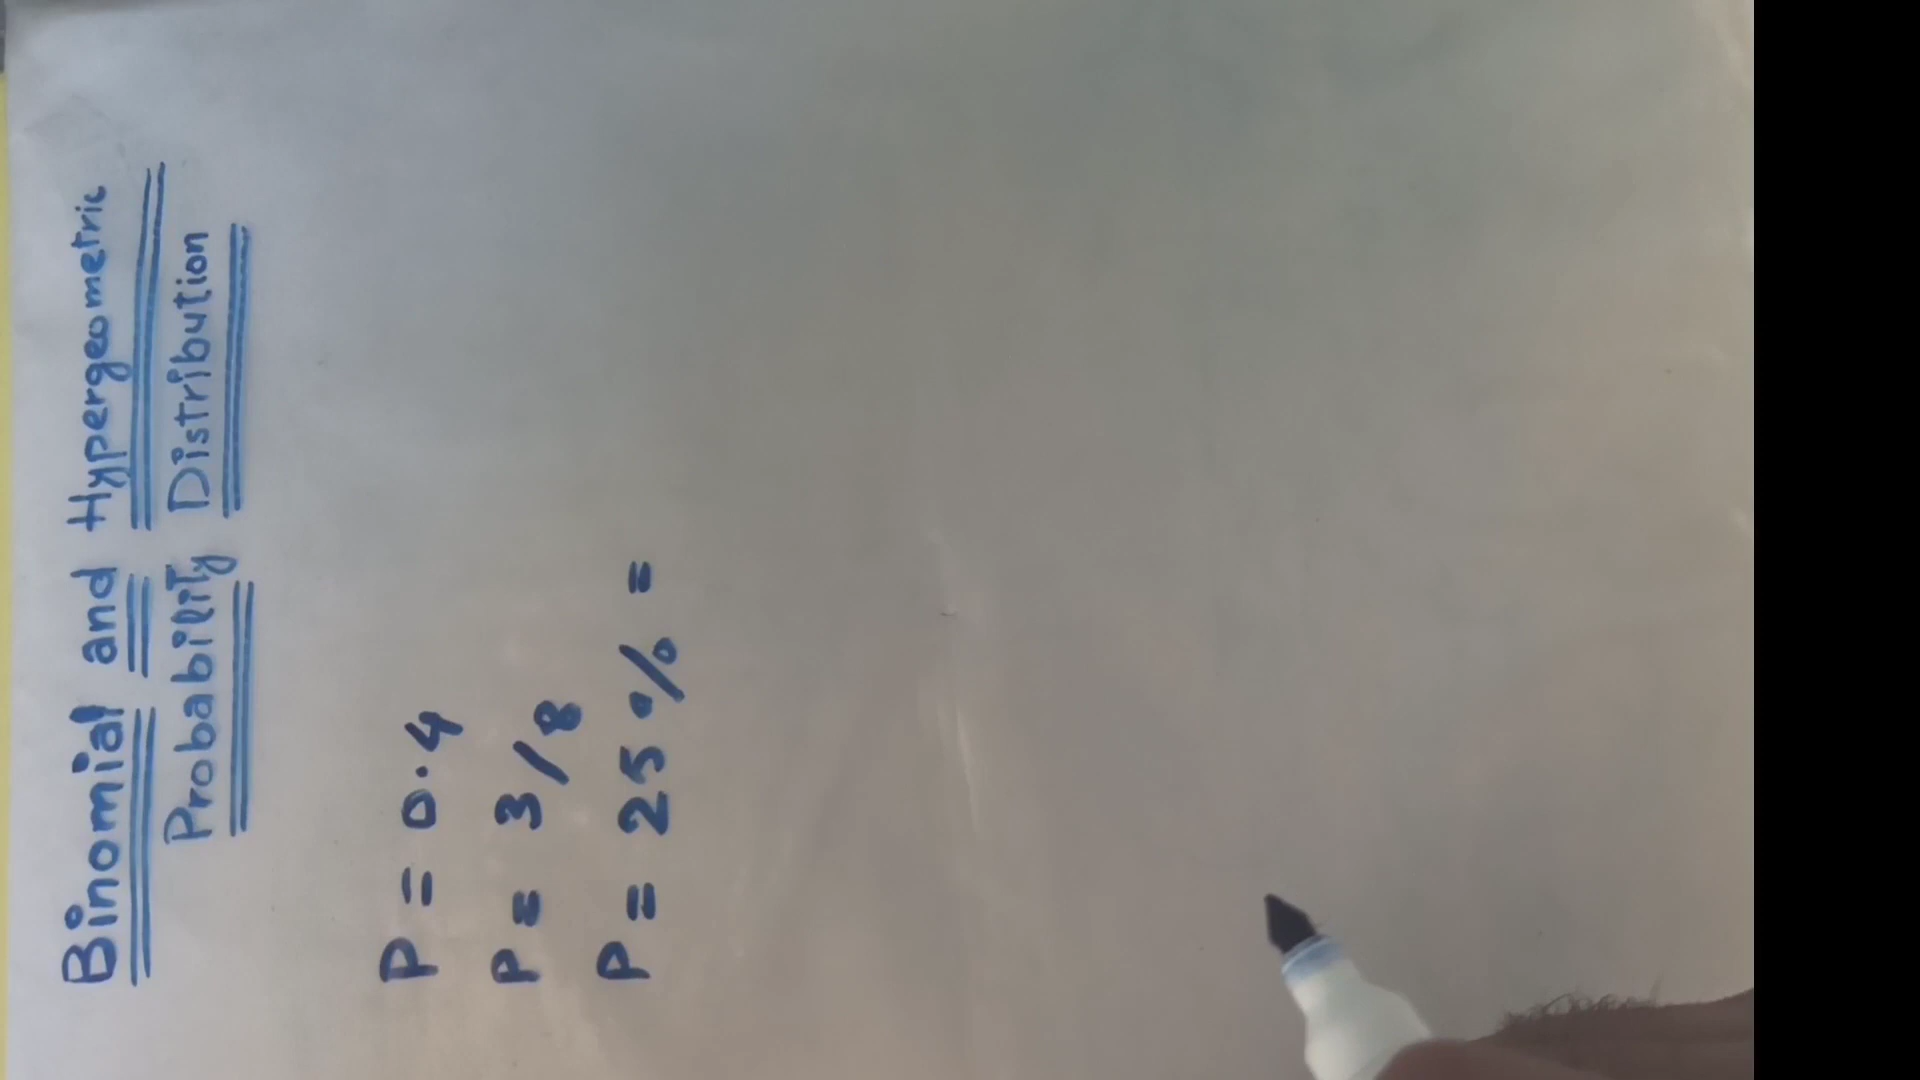 Binomial and Hypergeometric
Probability Distribution
P = 0.4
P = 3/8
P = 25% =